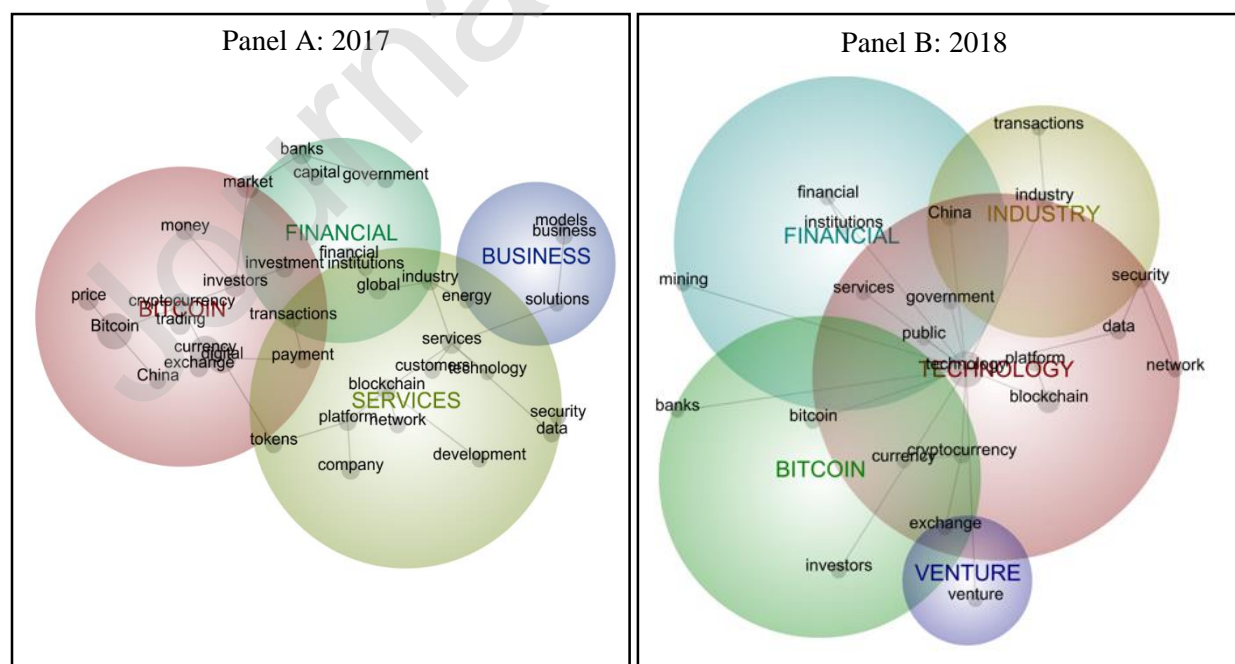 Panel A: 2017
banks
capital
government
market
money
FINANCIAL
models
business
BUSINESS
financial
investment
institutions
investors
global
industry
energy
solutions
price
cryptocurrency
BITCOIN
Bitcoin
trading
transactions
services
currency
digital
exchange
payment
customers
technology
China
blockchain
SERVICES
platform
network
security
data
tokens
company
development
Panel B: 2018
transactions
financial
industry
institutions
China
INDUSTRY
FINANCIAL
mining
services
government
security
public
data
technology
platform
TECHNOLOGY
network
blockchain
banks
bitcoin
currency
cryptocurrency
BITCOIN
exchange
investors
VENTURE
venture
Journa